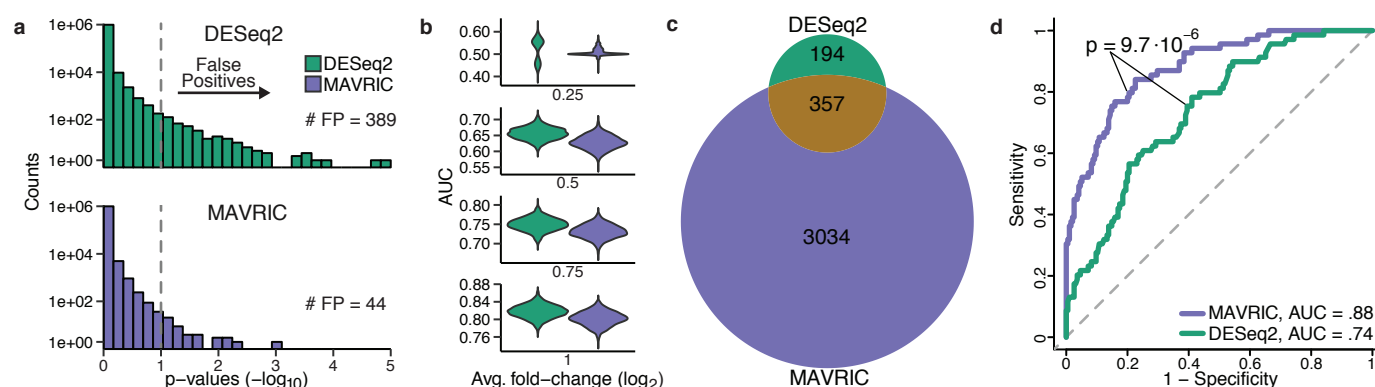 a
1e+06
1e+04
1e+02
1e+00
DESeq2
False
Positives
DESeq2
MAVRIC
# FP = 389
Counts
1e+06
1e+04
1e+02
1e+00
MAVRIC
# FP = 44
0 1 2 3 4 5
p−values (−log10)
b
AUC
0.60
0.50
0.40
0.25
0.70
0.65
0.60
0.55
0.5
0.80
0.75
0.70
0.75
0.88
0.84
0.80
0.76
1
Avg. fold−change (log2)
c
DESeq2
194
357
3034
MAVRIC
d
Sensitivity
1
0.8
0.6
0.4
0.2
0
p = 9.7 · 10−6
MAVRIC, AUC = .88
DESeq2, AUC = .74
0 0.2 0.4 0.6 0.8 1
1 − Specificity